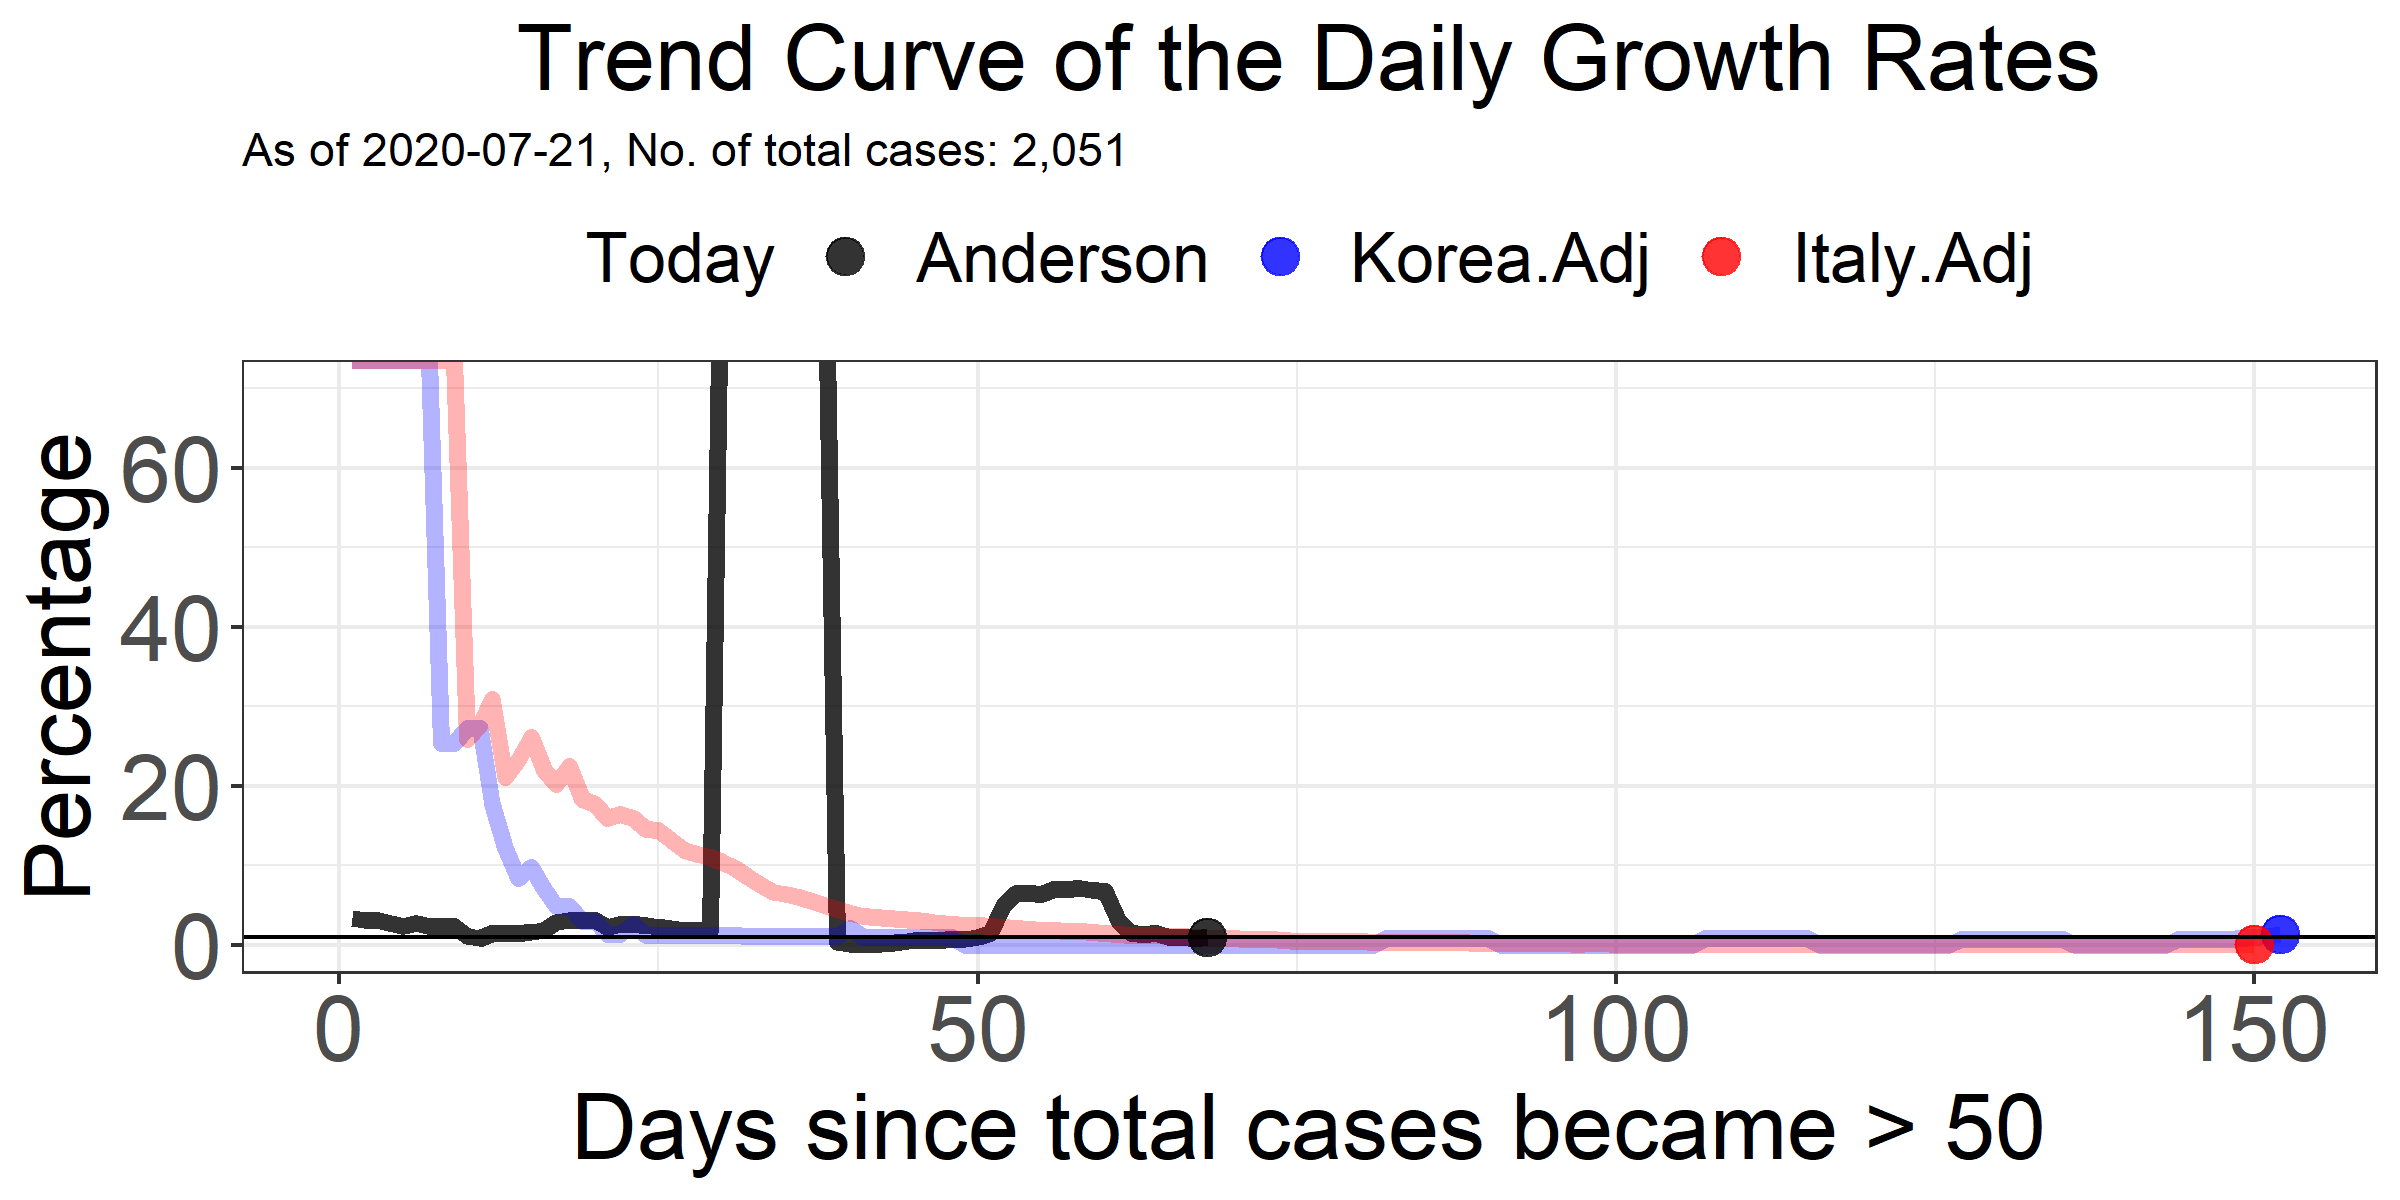 Trend Curve of the Daily Growth Rates
As of 2020-07-21, No. of total cases: 2,051
Today Anderson Korea.Adj Italy.Adj
Percentage
60
40
20
0
0 50 100 150
Days since total cases became > 50